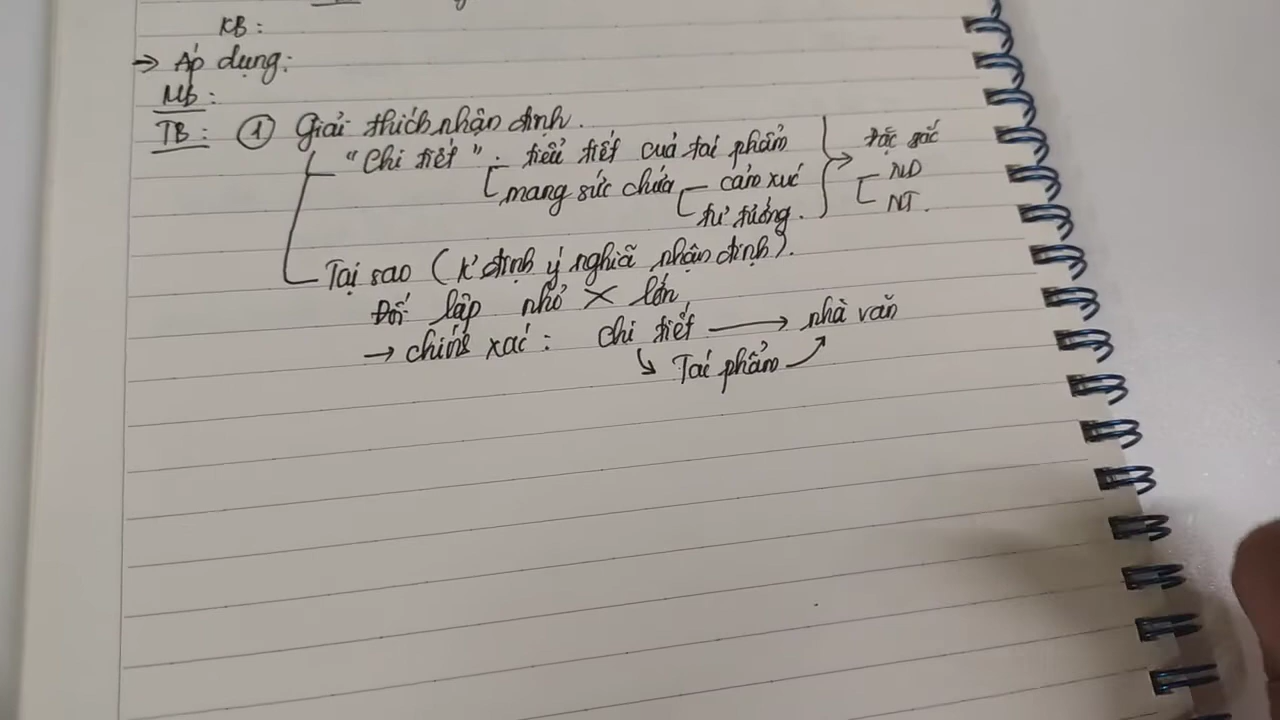 KB:
→ Áp dụng:
MB:
TB: ① Giải thích nhận định.
"Chi tiết". tiểu tiết của tác phẩm
mang sức chứa cảm xúc
tư tưởng.
→ Đặc sắc
ND
NT.
Tại sao (k' định ý nghĩa nhận định).
Đối lập nhỏ X lớn
→ chính xác: Chi tiết → nhà văn
↳ Tác phẩm